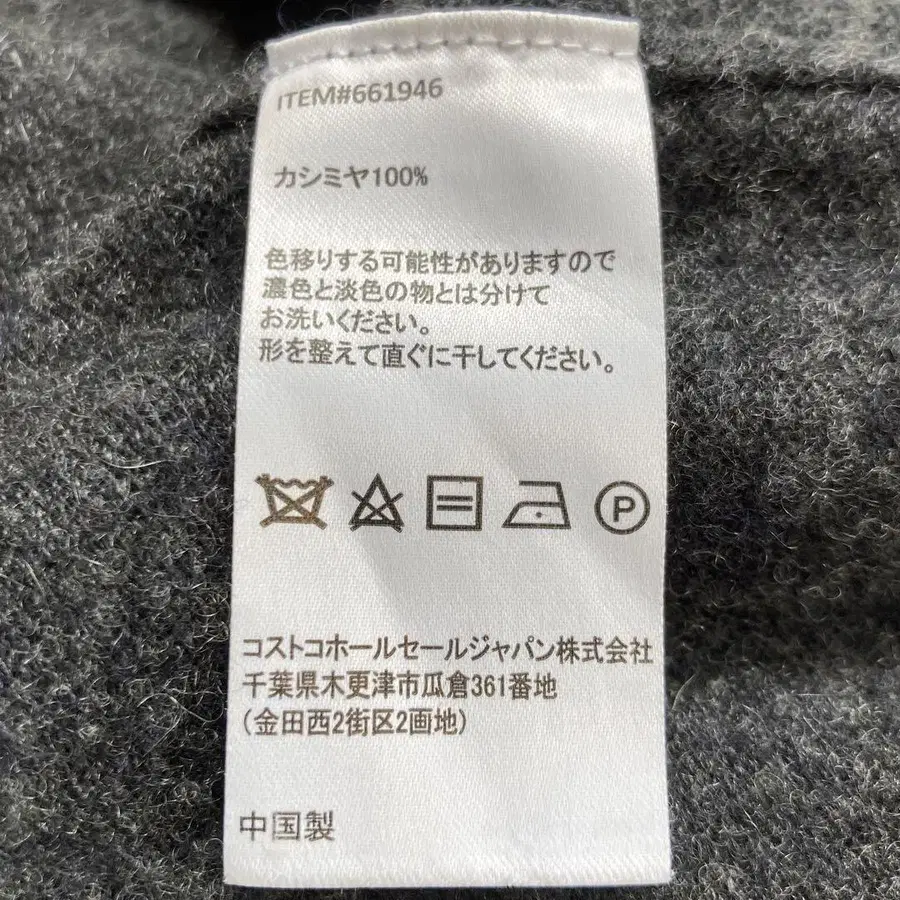 ITEM#661946
カシミヤ100%
色移りする可能性がありますので
濃色と淡色の物とは分けて
お洗いください。
形を整えて直ぐに干してください。
P
コストコホールセールジャパン株式会社
千葉県木更津市瓜倉361番地
(金田西2街区2画地)
中国製